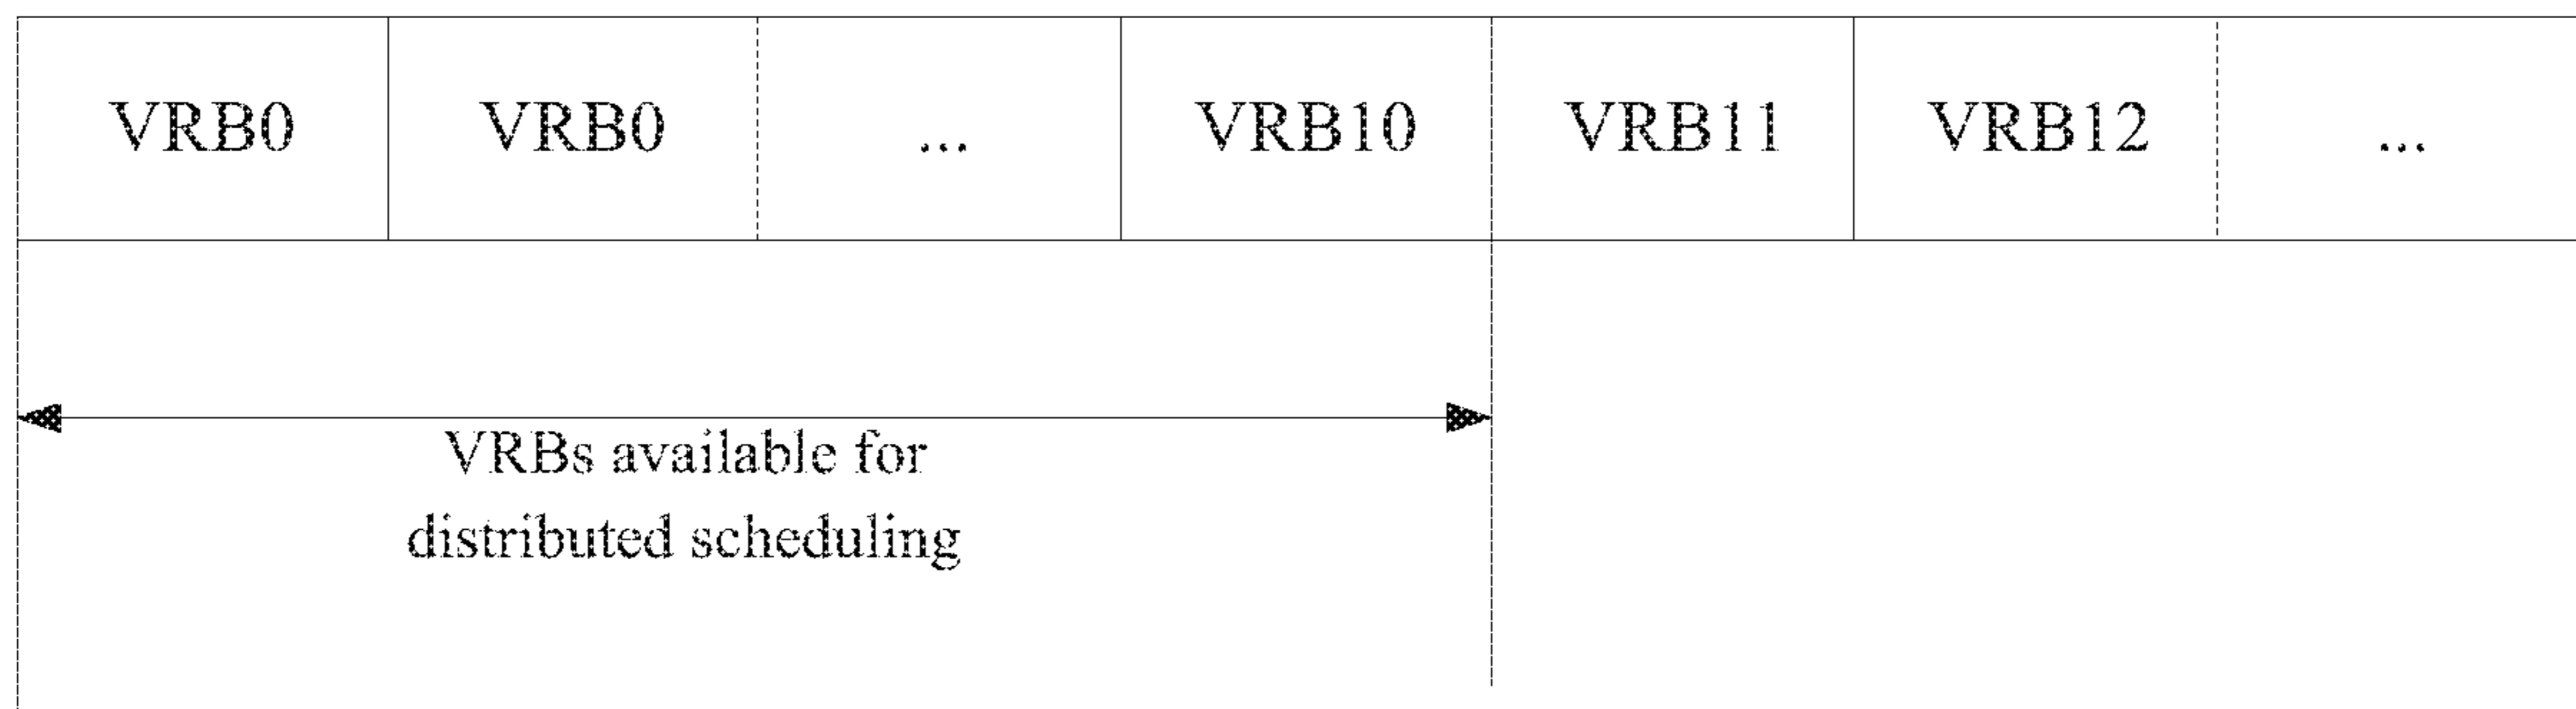 VRB0 VRB0 ... VRB10 VRB11 VRB12 ...
VRBs available for
distributed scheduling